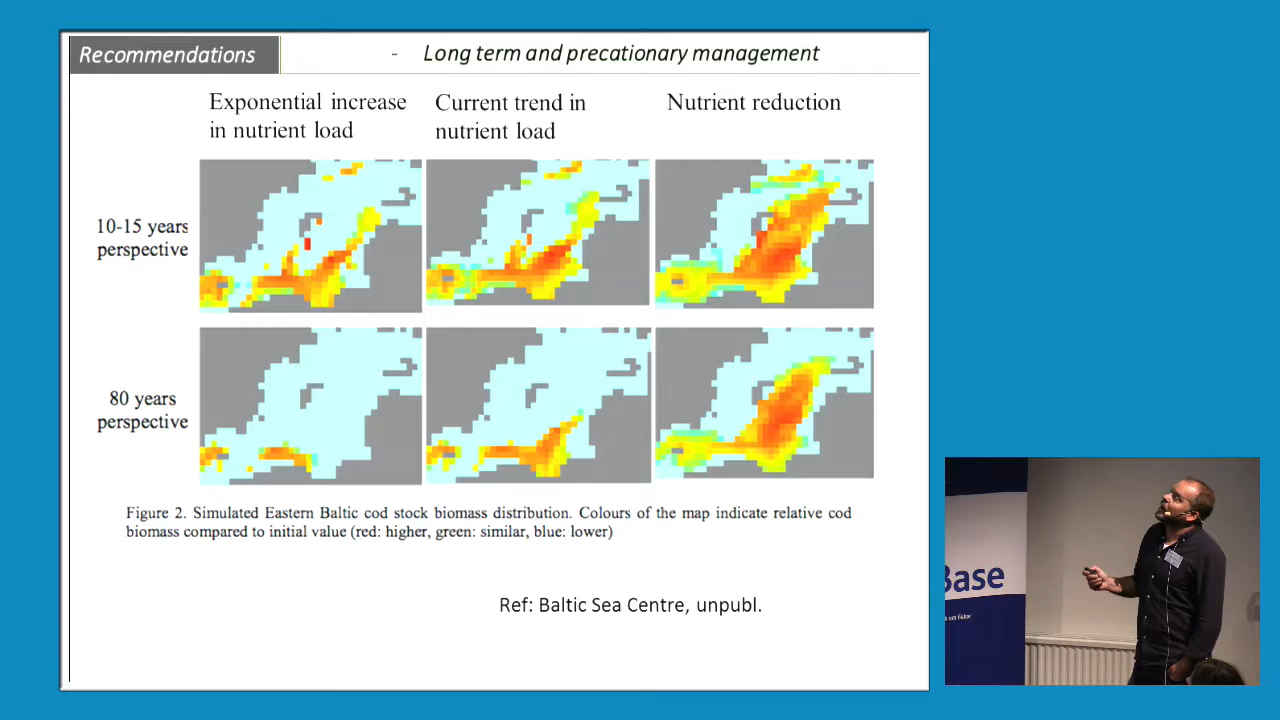 Recommendations
- Long term and precationary management
Exponential increase
in nutrient load
Current trend in
nutrient load
Nutrient reduction
10-15 years
perspective
80 years
perspective
Figure 2. Simulated Eastern Baltic cod stock biomass distribution. Colours of the map indicate relative cod
biomass compared to initial value (red: higher, green: similar, blue: lower)
Ref: Baltic Sea Centre, unpubl.
Base
om fiskar